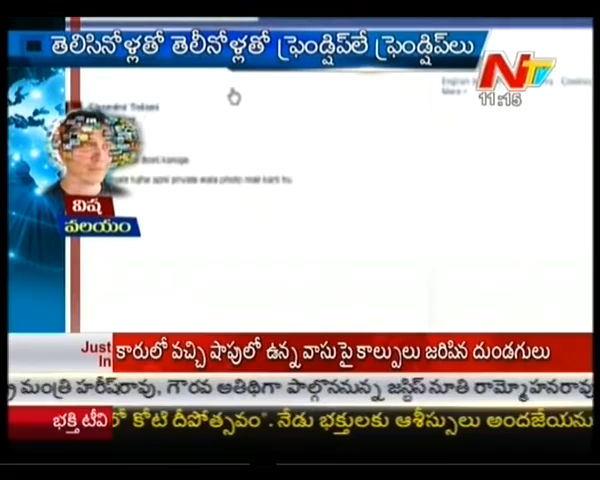 తెలిసినోళ్లతో తెలీనోళ్లతో ఫ్రెండ్షిప్‌లే ఫ్రెండ్షిప్‌లు
NTV
11:15
విష
వలయం
Just
In
కారులో వచ్చి షాపులో ఉన్న వాసుపై కాల్పులు జరిపిన దుండగులు
మంత్రి హరీష్‌రావు, గౌరవ అతిథిగా పాల్గొననున్న జస్టిస్ నూతి రామ్మోహనరావు
భక్తి టీవీ
లో కోటి దీపోత్సవం". నేడు భక్తులకు ఆశీస్సులు అందజేయను